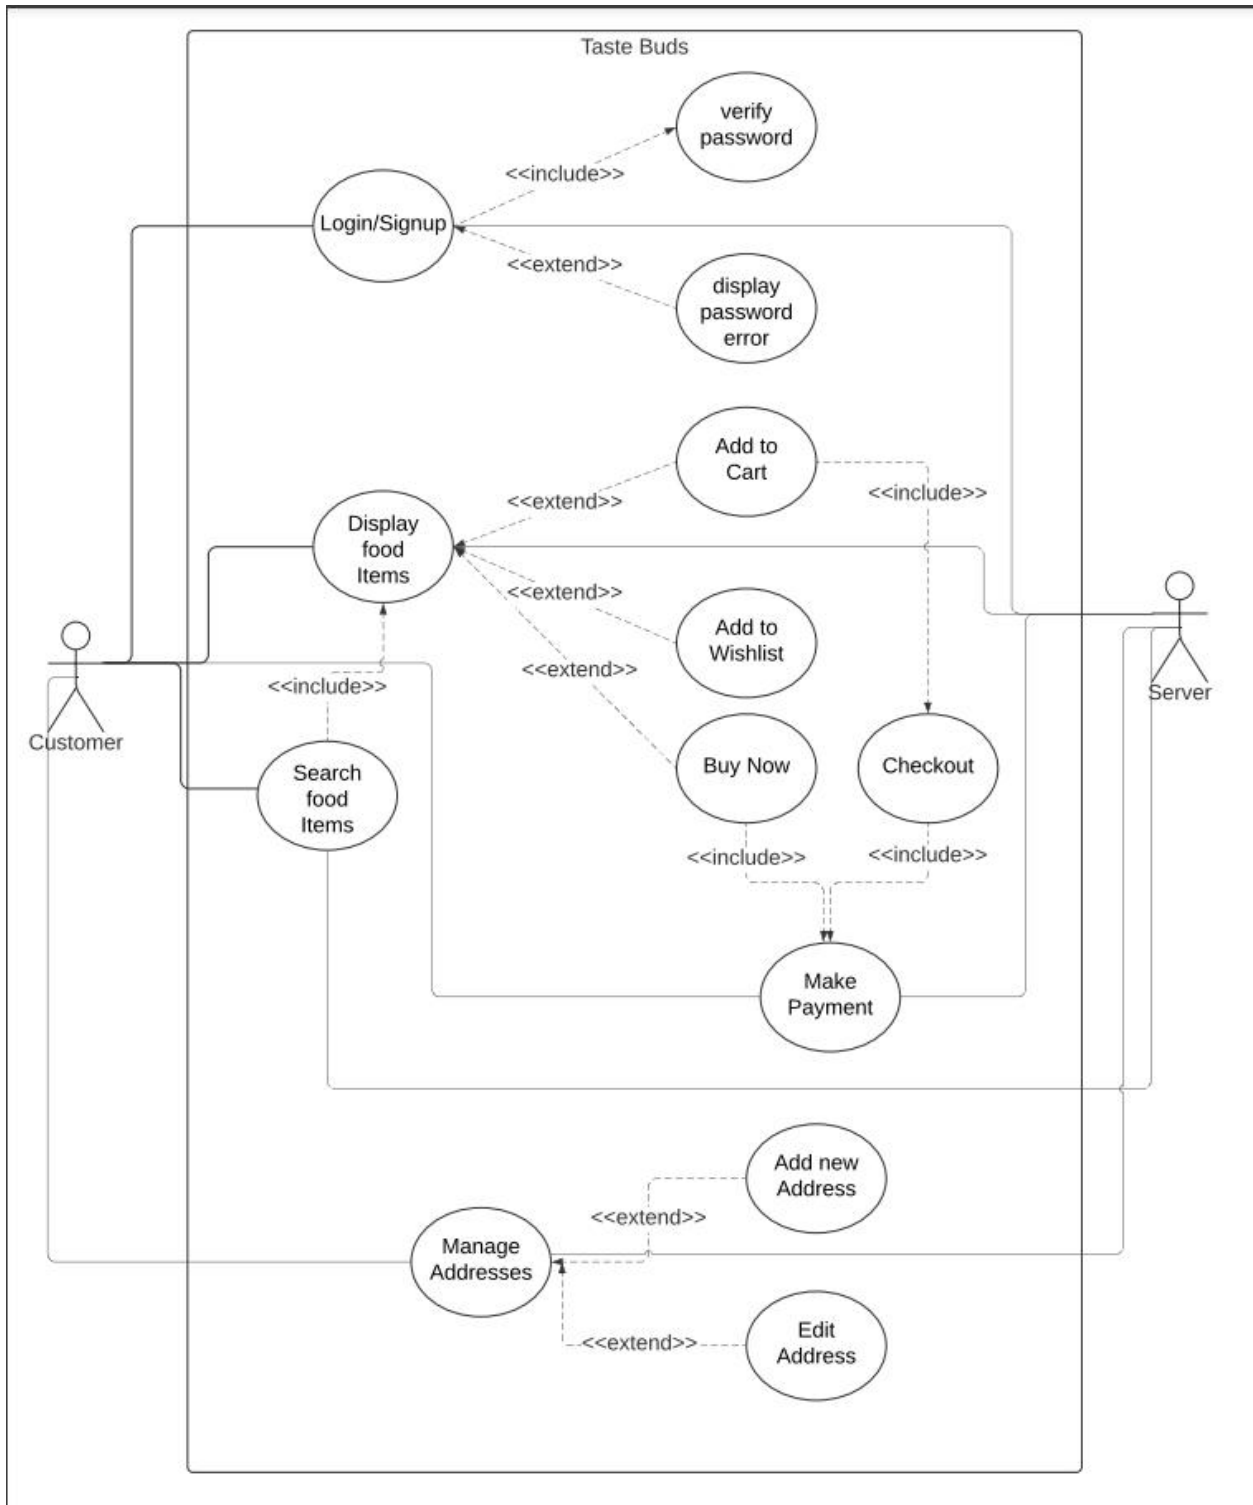 Taste Buds
verify
password
<<include>>
Login/Signup
<<extend>>
display
password
error
Add to
Cart
<<include>>
<<extend>>
Display
food
Items
<<extend>>
Add to
Wishlist
<<extend>>
<<include>>
Server
Customer
Buy Now
Checkout
Search
food
Items
<<include>>
<<include>>
Make
Payment
Add new
Address
<<extend>>
Manage
Addresses
Edit
Address
<<extend>>